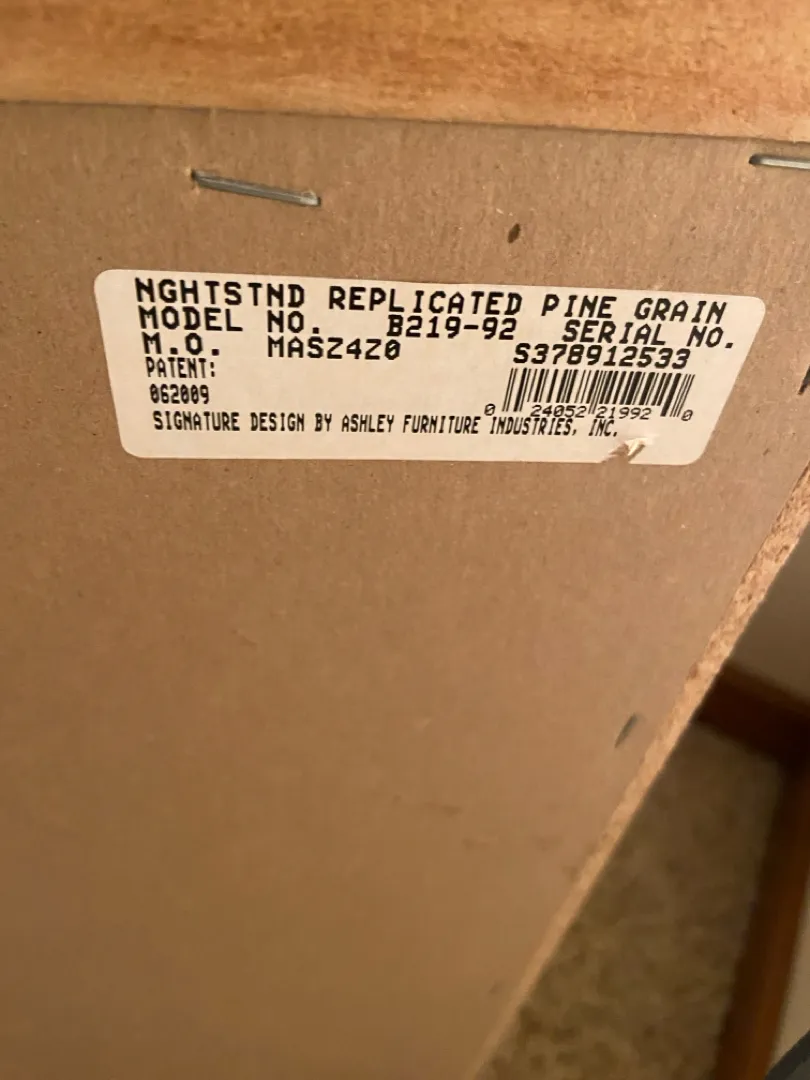 NGHTSTND REPLICATED PINE GRAIN
MODEL NO. B219-92 SERIAL NO.
M.O. MASZ4Z0 S378912533
PATENT:
062009
0 24052 21992 0
SIGNATURE DESIGN BY ASHLEY FURNITURE INDUSTRIES, INC.